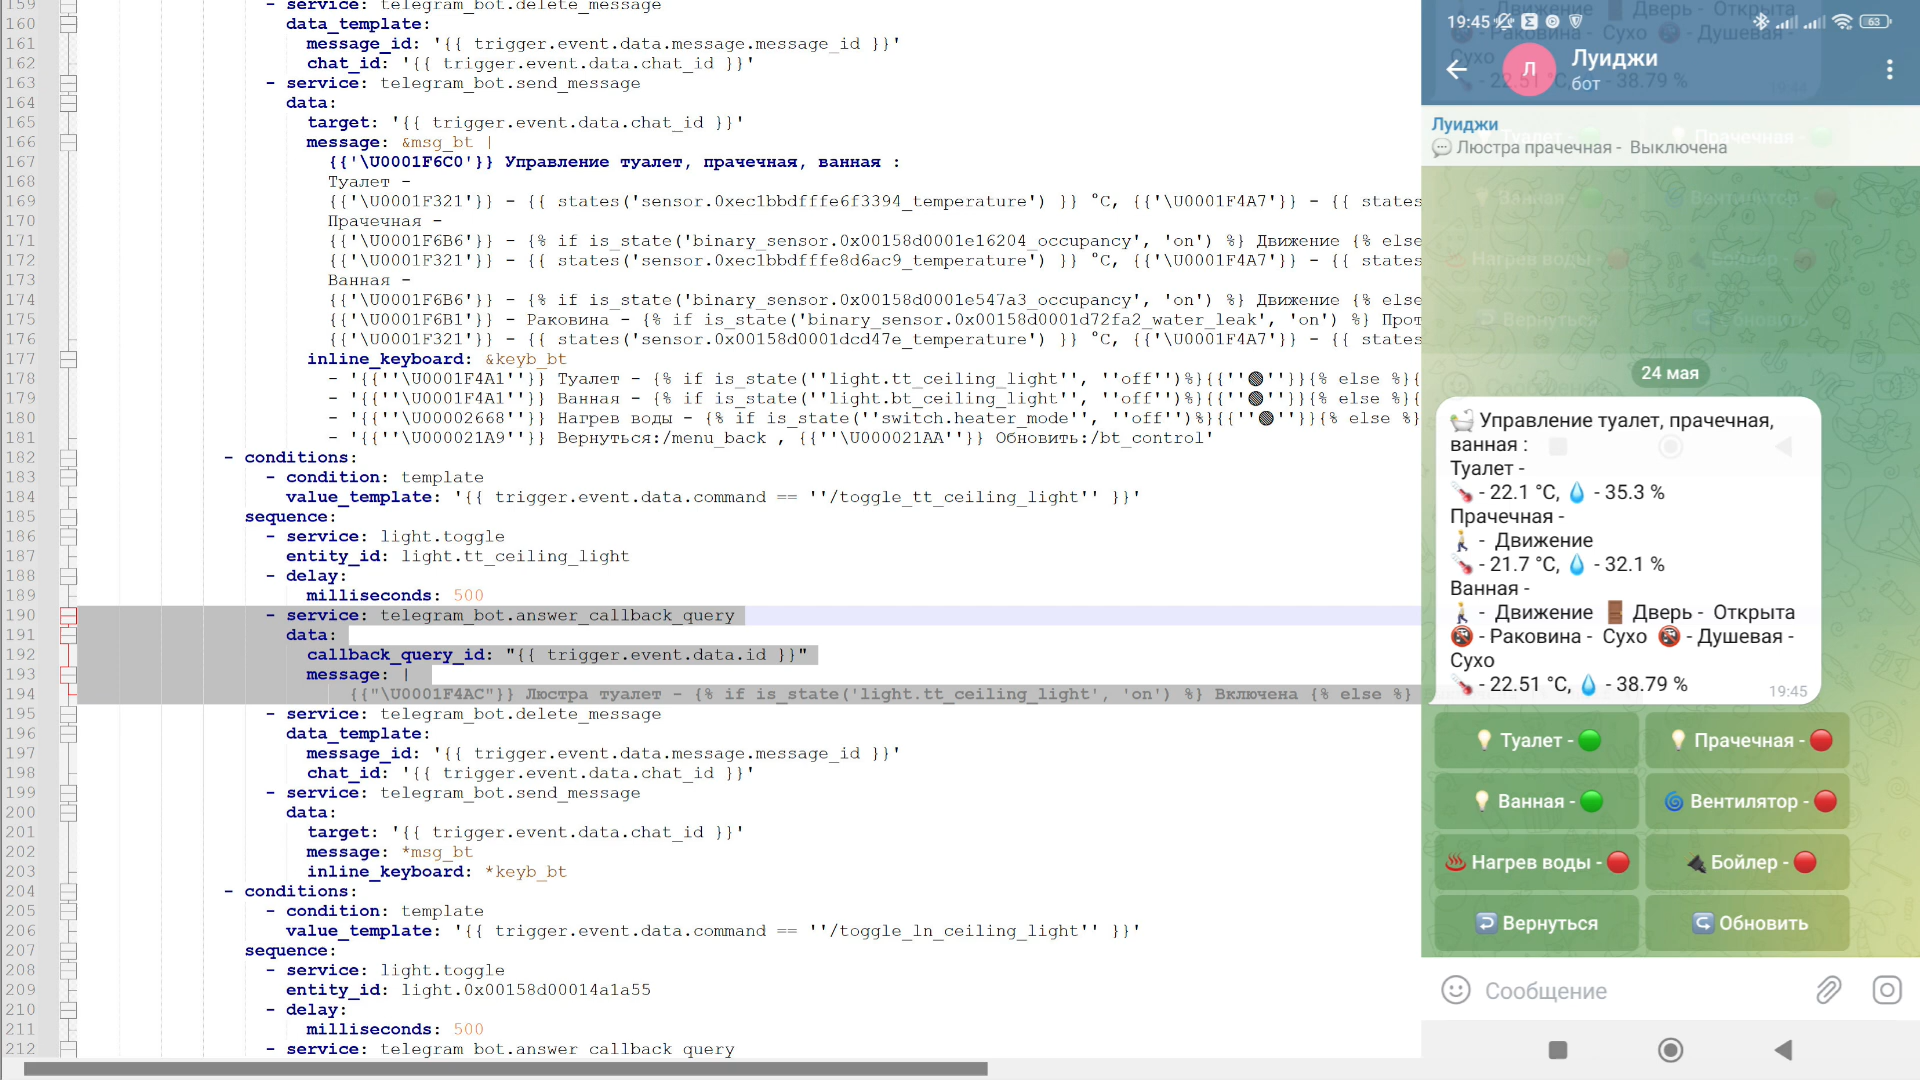 159 - service: telegram_bot.delete_message
160 data_template:
161 message_id: '{{ trigger.event.data.message.message_id }}'
162 chat_id: '{{ trigger.event.data.chat_id }}'
163 - service: telegram_bot.send_message
164 data:
165 target: '{{ trigger.event.data.chat_id }}'
166 message: &msg_bt |
167 {{'\U0001F6C0'}} Управление туалет, прачечная, ванная :
168 Туалет -
169 {{'\U0001F321'}} - {{ states('sensor.0xec1bbdfffe6f3394_temperature') }} °C, {{'\U0001F4A7'}} - {{ states
170 Прачечная -
171 {{'\U0001F6B6'}} - {% if is_state('binary_sensor.0x00158d0001e16204_occupancy', 'on') %} Движение {% else
172 {{'\U0001F321'}} - {{ states('sensor.0xec1bbdfffe8d6ac9_temperature') }} °C, {{'\U0001F4A7'}} - {{ states
173 Ванная -
174 {{'\U0001F6B6'}} - {% if is_state('binary_sensor.0x00158d0001e547a3_occupancy', 'on') %} Движение {% else
175 {{'\U0001F6B1'}} - Раковина - {% if is_state('binary_sensor.0x00158d0001d72fa2_water_leak', 'on') %} Прот
176 {{'\U0001F321'}} - {{ states('sensor.0x00158d0001dcd47e_temperature') }} °C, {{'\U0001F4A7'}} - {{ states
177 inline_keyboard: &keyb_bt
178 - '{{''\U0001F4A1''}} Туалет - {% if is_state(''light.tt_ceiling_light'', ''off'')%}{{''🟢''}}{% else %}{
179 - '{{''\U0001F4A1''}} Ванная - {% if is_state(''light.bt_ceiling_light'', ''off'')%}{{''🟢''}}{% else %}{
180 - '{{''\U00002668''}} Нагрев воды - {% if is_state(''switch.heater_mode'', ''off'')%}{{''🟢''}}{% else %}
181 - '{{''\U000021A9''}} Вернуться:/menu_back , {{''\U000021AA''}} Обновить:/bt_control'
182 - conditions:
183 - condition: template
184 value_template: '{{ trigger.event.data.command == ''/toggle_tt_ceiling_light'' }}'
185 sequence:
186 - service: light.toggle
187 entity_id: light.tt_ceiling_light
188 - delay:
189 milliseconds: 500
190 - service: telegram_bot.answer_callback_query
191 data:
192 callback_query_id: "{{ trigger.event.data.id }}"
193 message: |
194 {{"\U0001F4AC"}} Люстра туалет - {% if is_state('light.tt_ceiling_light', 'on') %} Включена {% else %}
195 - service: telegram_bot.delete_message
196 data_template:
197 message_id: '{{ trigger.event.data.message.message_id }}'
198 chat_id: '{{ trigger.event.data.chat_id }}'
199 - service: telegram_bot.send_message
200 data:
201 target: '{{ trigger.event.data.chat_id }}'
202 message: *msg_bt
203 inline_keyboard: *keyb_bt
204 - conditions:
205 - condition: template
206 value_template: '{{ trigger.event.data.command == ''/toggle_ln_ceiling_light'' }}'
207 sequence:
208 - service: light.toggle
209 entity_id: light.0x00158d00014a1a55
210 - delay:
211 milliseconds: 500
212 - service: telegram_bot.answer_callback_query
19:45
63
Л
Луиджи
бот
Луиджи
💬 Люстра прачечная - Выключена
24 мая
🛀 Управление туалет, прачечная,
ванная :
Туалет -
🌡 - 22.1 °C, 💧 - 35.3 %
Прачечная -
🚶 - Движение
🌡 - 21.7 °C, 💧 - 32.1 %
Ванная -
🚶 - Движение 🚪 Дверь - Открыта
🚱 - Раковина - Сухо 🚱 - Душевая -
Сухо
🌡 - 22.51 °C, 💧 - 38.79 %
19:45
💡 Туалет - 🟢
💡 Прачечная - 🔴
💡 Ванная - 🟢
🌀 Вентилятор - 🔴
♨ Нагрев воды - 🔴
🔌 Бойлер - 🔴
↩ Вернуться
↪ Обновить
Сообщение